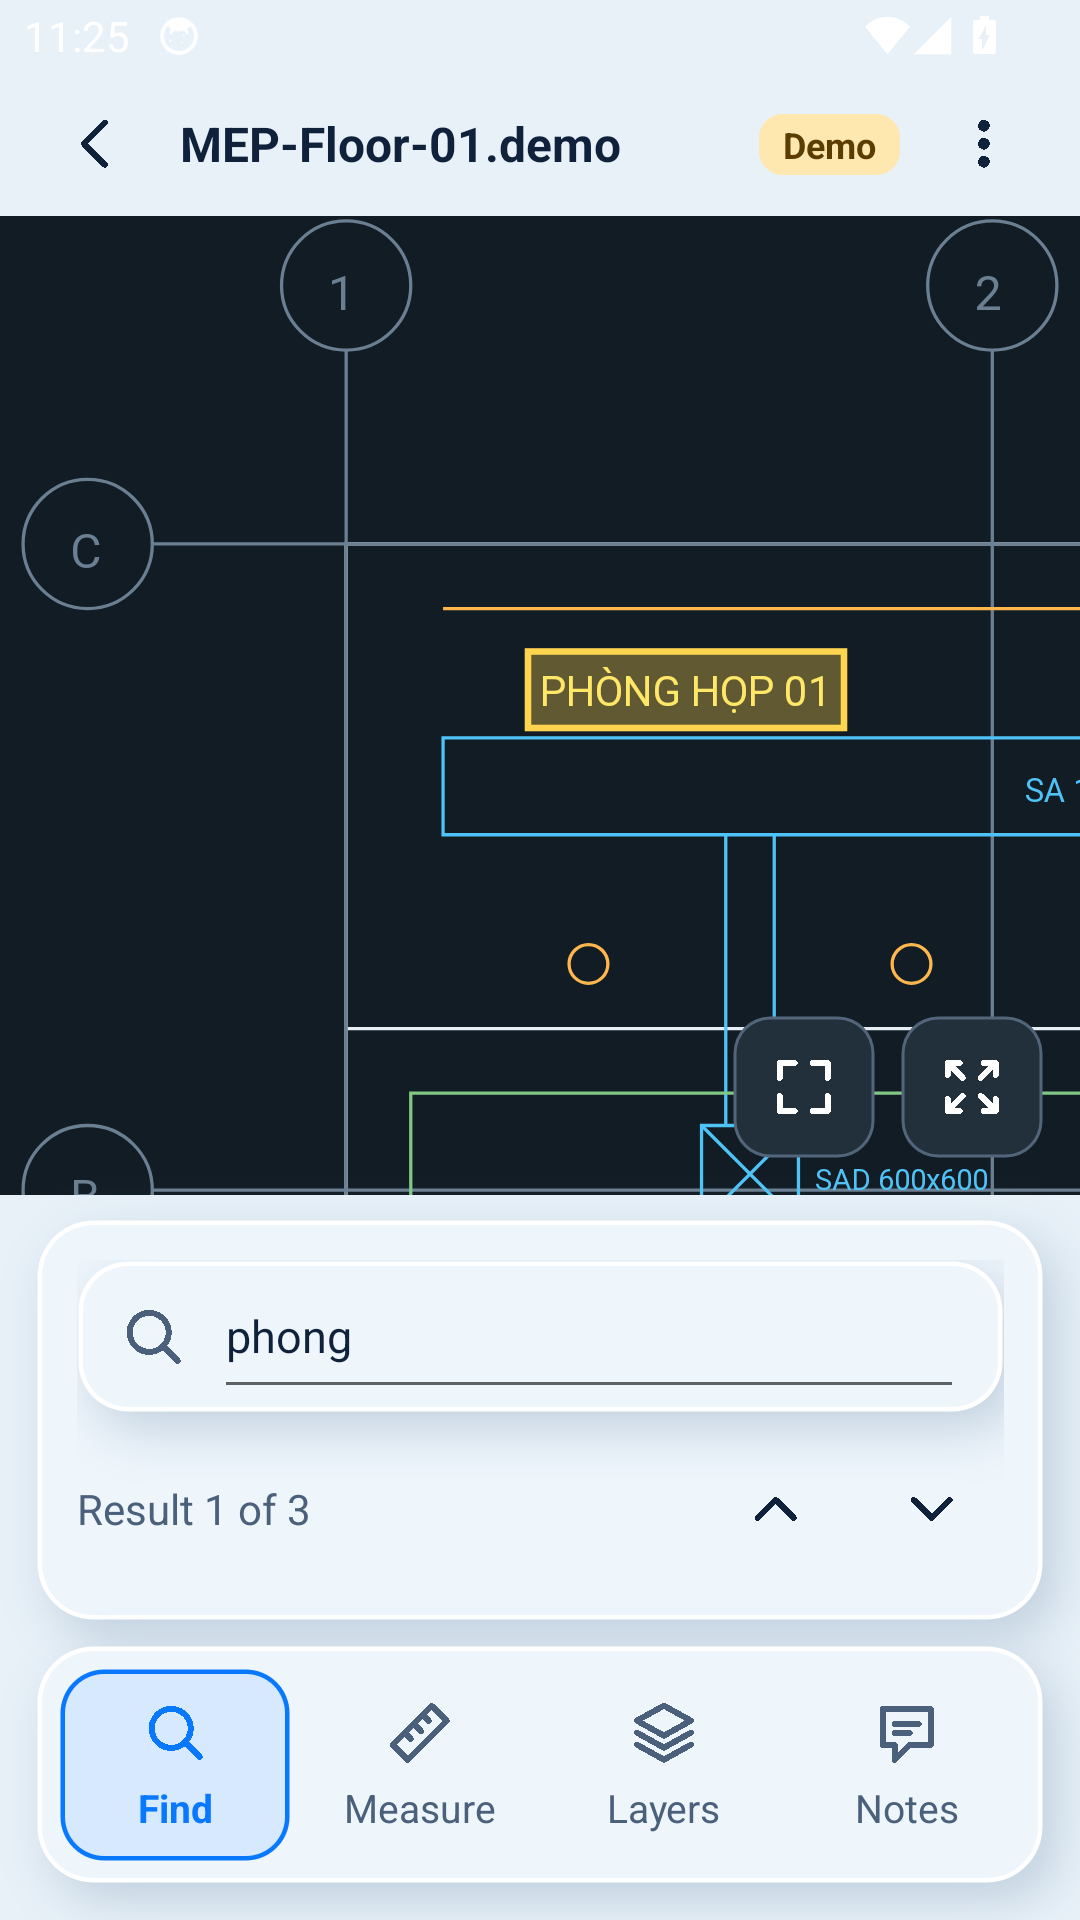 11:25
MEP-Floor-01.demo
Demo
1
2
C
PHÒNG HỌP 01
SA
B
SAD 600x600
phong
Result 1 of 3
Find
Measure
Layers
Notes